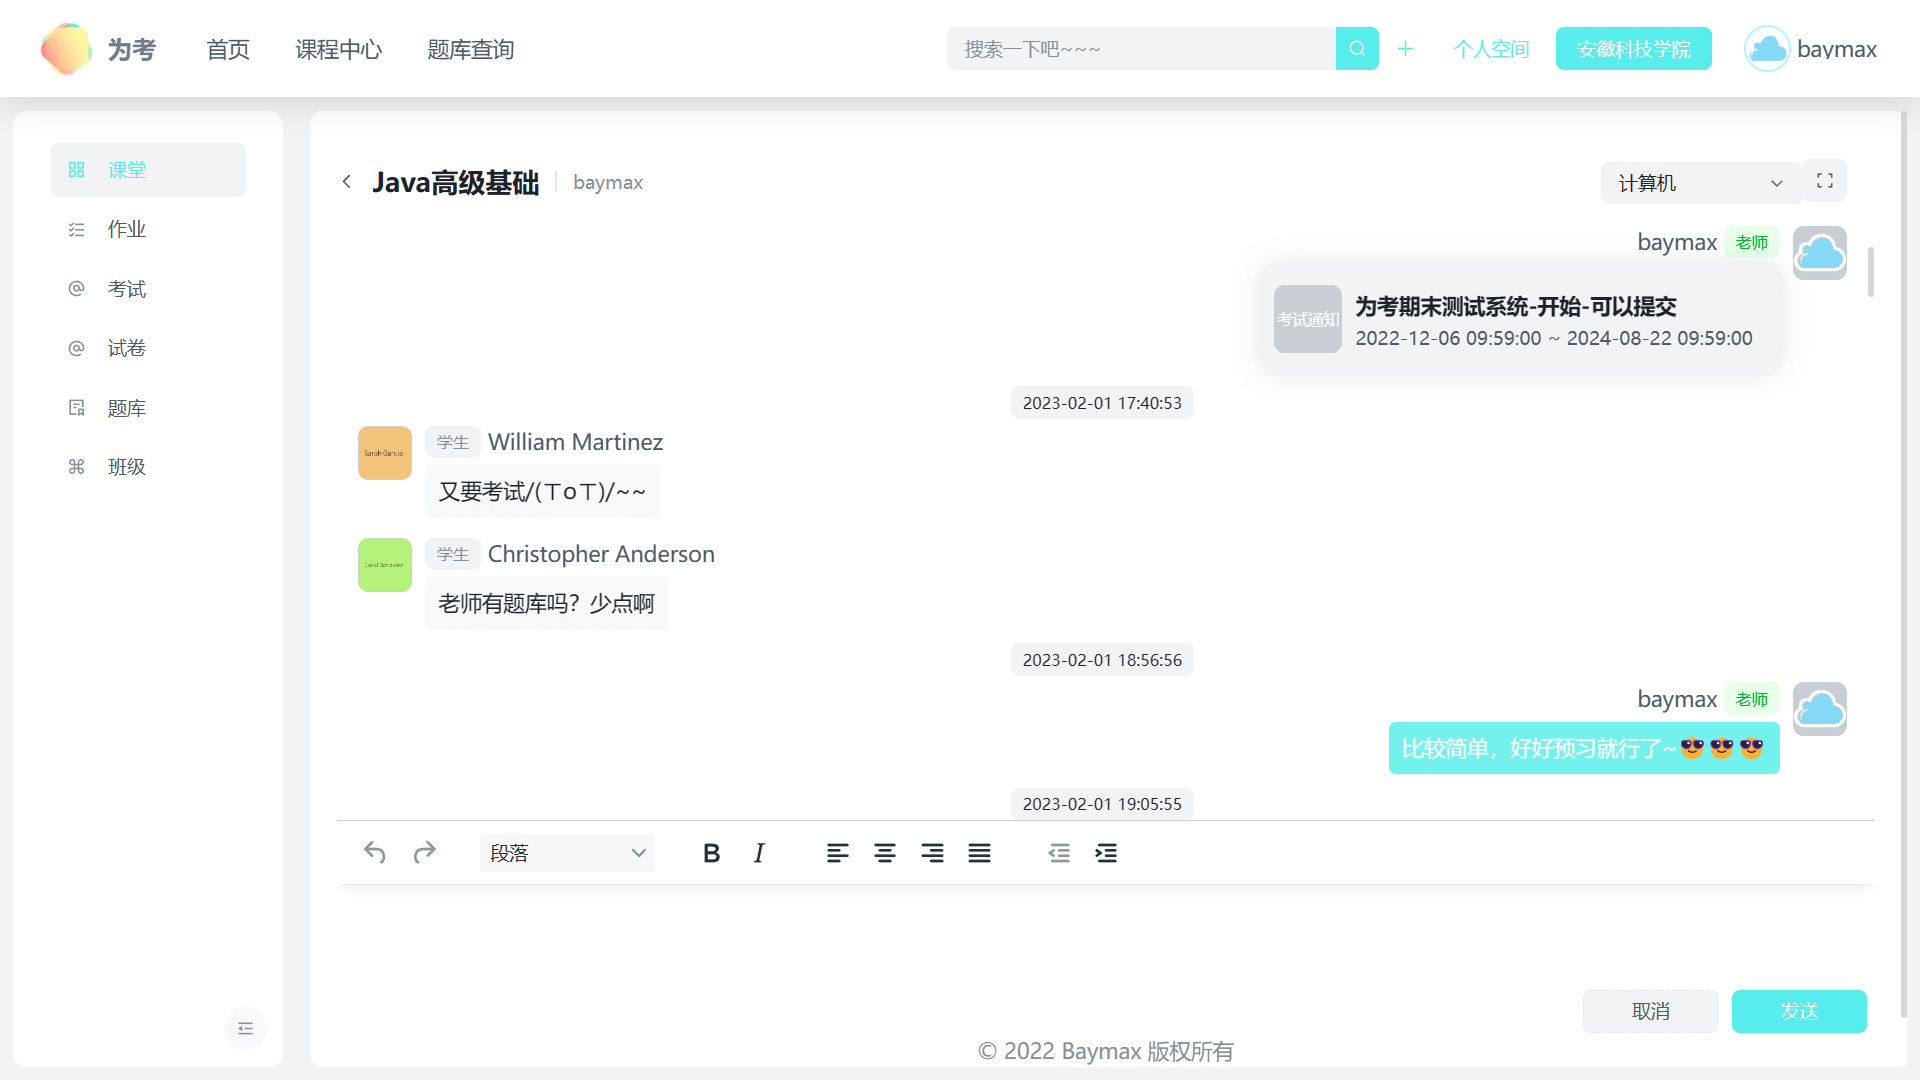 为考
首页
课程中心
题库查询
搜索一下吧~~~
个人空间
安徽科技学院
baymax
课堂
作业
考试
试卷
题库
班级
Java高级基础
baymax
计算机
baymax 老师
考试通知
为考期末测试系统-开始-可以提交
2022-12-06 09:59:00 ~ 2024-08-22 09:59:00
2023-02-01 17:40:53
Sarah Garcia
学生 William Martinez
又要考试/(ㄒoㄒ)/~~
Carol Gonzalez
学生 Christopher Anderson
老师有题库吗？少点啊
2023-02-01 18:56:56
baymax 老师
比较简单，好好预习就行了~😎😎😎
2023-02-01 19:05:55
段落
B I
取消
发送
© 2022 Baymax 版权所有